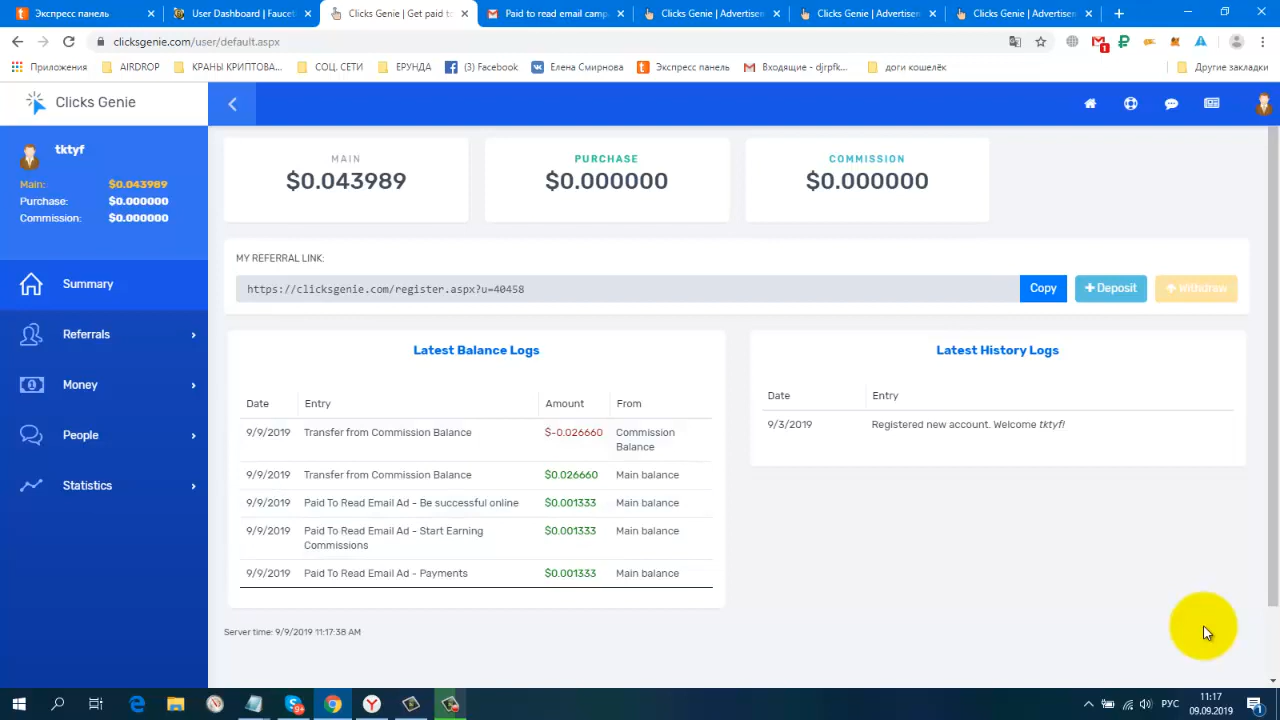 Экспресс панель
User Dashboard | Faucet
Clicks Genie | Get paid to
Paid to read email camp
Clicks Genie | Advertisem
Clicks Genie | Advertisem
Clicks Genie | Advertisem
clicksgenie.com/user/default.aspx
1
Приложения
AIRDROP
КРАНЫ КРИПТОВА...
СОЦ. СЕТИ
ЕРУНДА
(3) Facebook
Елена Смирнова
Экспресс панель
Входящие - djrpfk...
доги кошелёк
Другие закладки
Clicks Genie
tktyf
Main: $0.043989
Purchase: $0.000000
Commission: $0.000000
Summary
Referrals
Money
People
Statistics
MAIN
$0.043989
PURCHASE
$0.000000
COMMISSION
$0.000000
MY REFERRAL LINK:
https://clicksgenie.com/register.aspx?u=40458
Copy
Deposit
Withdraw
Latest Balance Logs
Date Entry Amount From
9/9/2019 Transfer from Commission Balance $-0.026660 Commission
Balance
9/9/2019 Transfer from Commission Balance $0.026660 Main balance
9/9/2019 Paid To Read Email Ad - Be successful online $0.001333 Main balance
9/9/2019 Paid To Read Email Ad - Start Earning $0.001333 Main balance
Commissions
9/9/2019 Paid To Read Email Ad - Payments $0.001333 Main balance
Latest History Logs
Date Entry
9/3/2019 Registered new account. Welcome tktyf!
Server time: 9/9/2019 11:17:38 AM
9+
РУС
11:17
09.09.2019
1